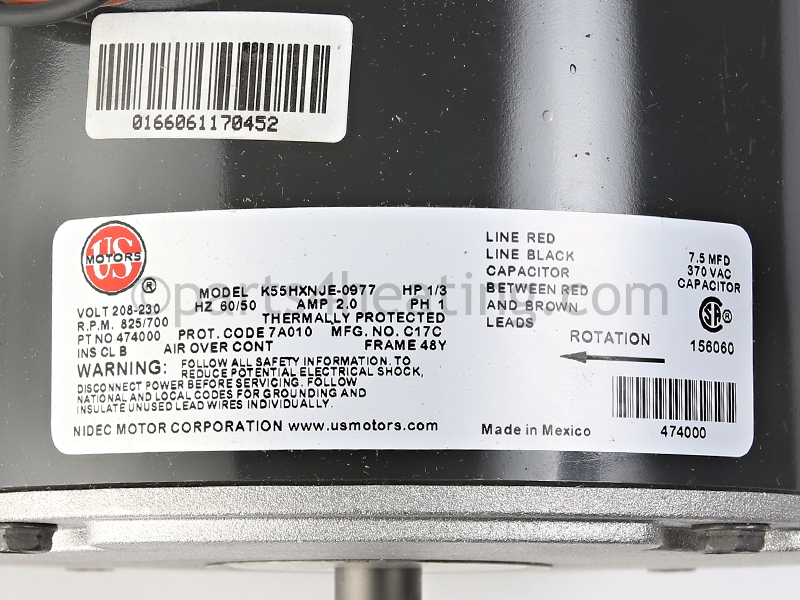 0166061170452
US
MOTORS
®
MODEL K55HXNJE-0977 HP 1/3
VOLT 208-230 HZ 60/50 AMP 2.0 PH 1
R.P.M. 825/700 THERMALLY PROTECTED
PT NO 474000 PROT. CODE 7A010 MFG. NO. C17C
INS CL B AIR OVER CONT FRAME 48Y
WARNING: FOLLOW ALL SAFETY INFORMATION. TO
REDUCE POTENTIAL ELECTRICAL SHOCK,
DISCONNECT POWER BEFORE SERVICING. FOLLOW
NATIONAL AND LOCAL CODES FOR GROUNDING AND
INSULATE UNUSED LEAD WIRES INDIVIDUALLY.
NIDEC MOTOR CORPORATION www.usmotors.com
LINE RED
LINE BLACK
CAPACITOR
BETWEEN RED
AND BROWN
LEADS
7.5 MFD
370 VAC
CAPACITOR
SA
®
156060
ROTATION
474000
Made in Mexico
©parts4heating.com